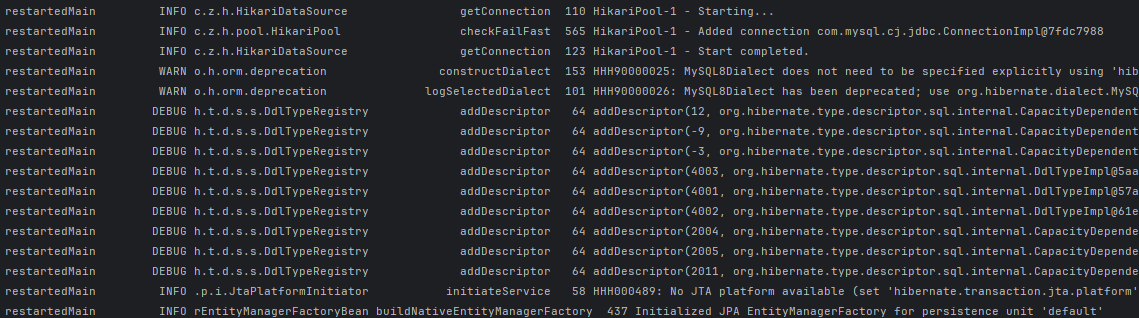 restartedMain INFO c.z.h.HikariDataSource getConnection 110 HikariPool-1 - Starting...
restartedMain INFO c.z.h.pool.HikariPool checkFailFast 565 HikariPool-1 - Added connection com.mysql.cj.jdbc.ConnectionImpl@7fdc7988
restartedMain INFO c.z.h.HikariDataSource getConnection 123 HikariPool-1 - Start completed.
restartedMain WARN o.h.orm.deprecation constructDialect 153 HHH90000025: MySQL8Dialect does not need to be specified explicitly using 'hib
restartedMain WARN o.h.orm.deprecation logSelectedDialect 101 HHH90000026: MySQL8Dialect has been deprecated; use org.hibernate.dialect.MySQ
restartedMain DEBUG h.t.d.s.s.DdlTypeRegistry addDescriptor 64 addDescriptor(12, org.hibernate.type.descriptor.sql.internal.CapacityDependent
restartedMain DEBUG h.t.d.s.s.DdlTypeRegistry addDescriptor 64 addDescriptor(-9, org.hibernate.type.descriptor.sql.internal.CapacityDependent
restartedMain DEBUG h.t.d.s.s.DdlTypeRegistry addDescriptor 64 addDescriptor(-3, org.hibernate.type.descriptor.sql.internal.CapacityDependent
restartedMain DEBUG h.t.d.s.s.DdlTypeRegistry addDescriptor 64 addDescriptor(4003, org.hibernate.type.descriptor.sql.internal.DdlTypeImpl@5aa
restartedMain DEBUG h.t.d.s.s.DdlTypeRegistry addDescriptor 64 addDescriptor(4001, org.hibernate.type.descriptor.sql.internal.DdlTypeImpl@57a
restartedMain DEBUG h.t.d.s.s.DdlTypeRegistry addDescriptor 64 addDescriptor(4002, org.hibernate.type.descriptor.sql.internal.DdlTypeImpl@61e
restartedMain DEBUG h.t.d.s.s.DdlTypeRegistry addDescriptor 64 addDescriptor(2004, org.hibernate.type.descriptor.sql.internal.CapacityDepende
restartedMain DEBUG h.t.d.s.s.DdlTypeRegistry addDescriptor 64 addDescriptor(2005, org.hibernate.type.descriptor.sql.internal.CapacityDepende
restartedMain DEBUG h.t.d.s.s.DdlTypeRegistry addDescriptor 64 addDescriptor(2011, org.hibernate.type.descriptor.sql.internal.CapacityDepende
restartedMain INFO .p.i.JtaPlatformInitiator initiateService 58 HHH000489: No JTA platform available (set 'hibernate.transaction.jta.platform'
restartedMain INFO rEntityManagerFactoryBean buildNativeEntityManagerFactory 437 Initialized JPA EntityManagerFactory for persistence unit 'default'